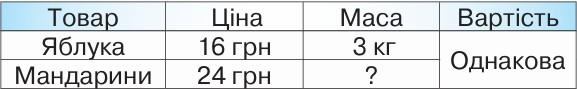 Товар Ціна Маса Вартість
Яблука 16 грн 3 кг Однакова
Мандарини 24 грн ?